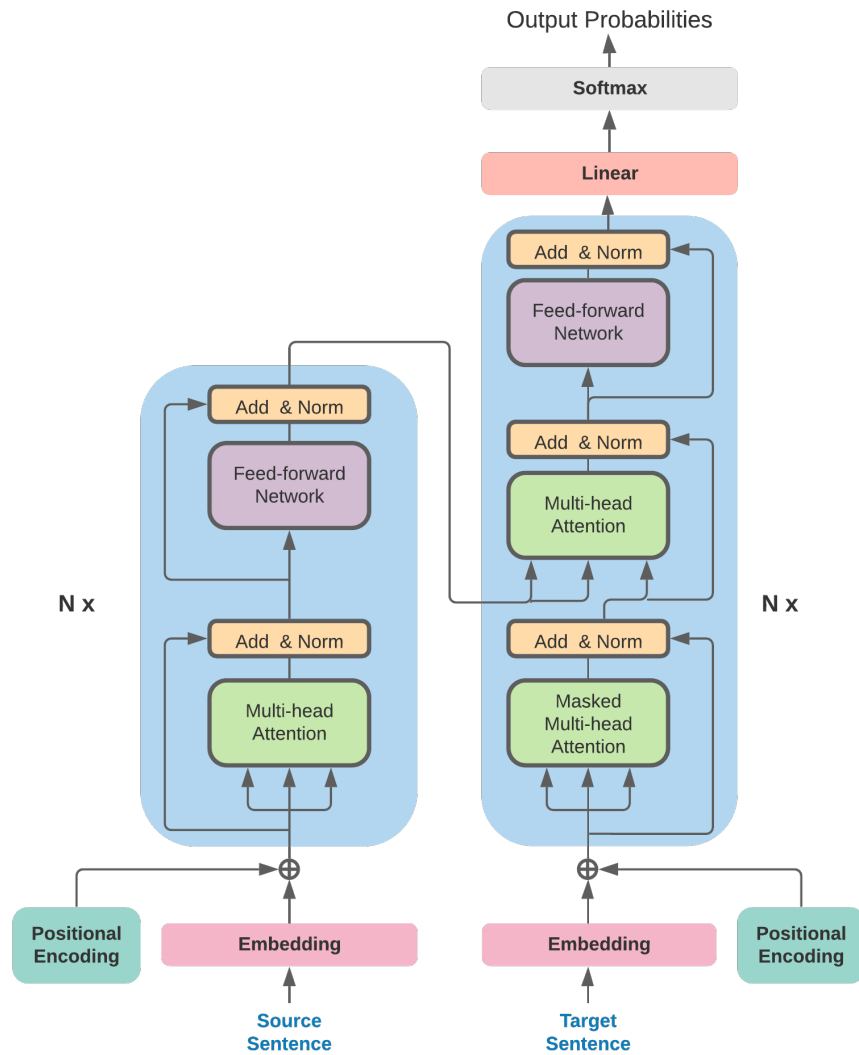 Output Probabilities
Softmax
Linear
Add & Norm
Feed-forward
Network
Add & Norm
Multi-head
Attention
Add & Norm
Masked
Multi-head
Attention
N x
Add & Norm
Feed-forward
Network
Add & Norm
Multi-head
Attention
N x
Positional
Encoding
Embedding
Source
Sentence
Embedding
Positional
Encoding
Target
Sentence